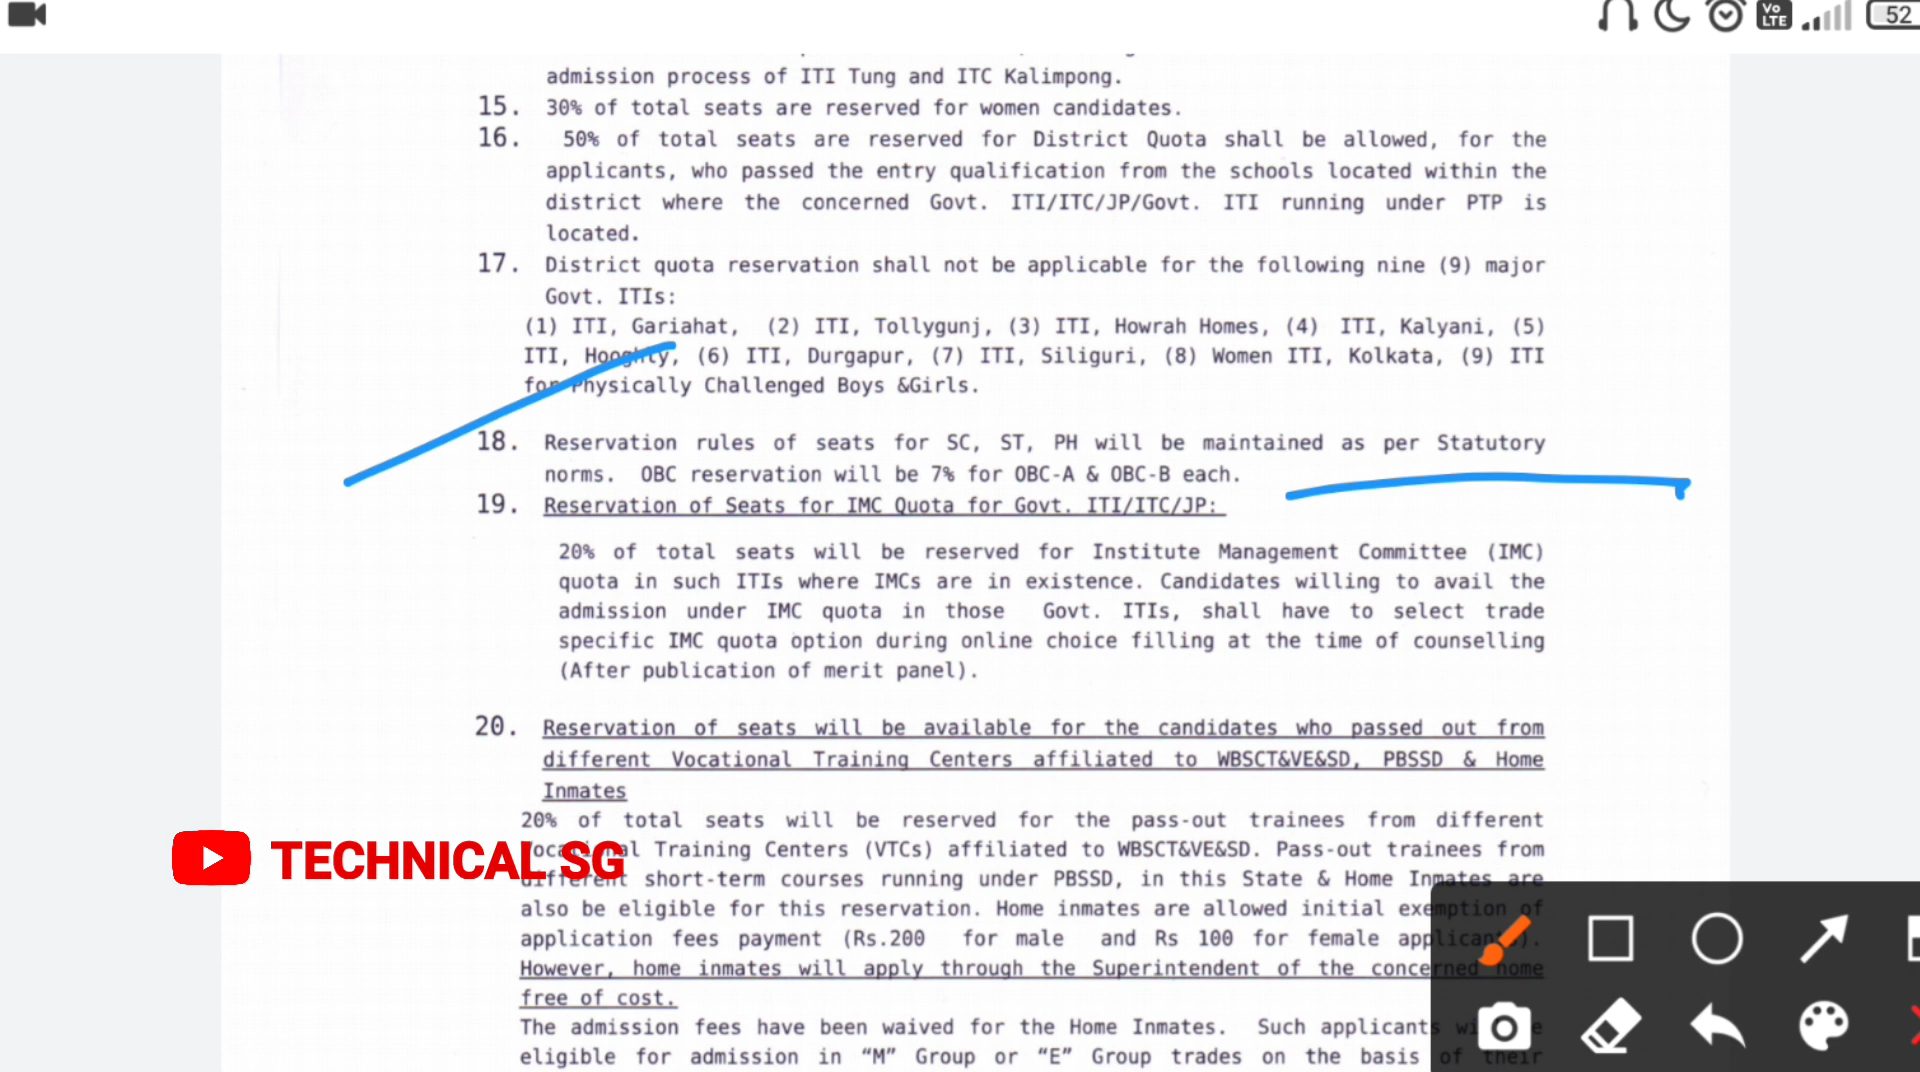 Vo LTE
52
admission process of ITI Tung and ITC Kalimpong.
15. 30% of total seats are reserved for women candidates.
16. 50% of total seats are reserved for District Quota shall be allowed, for the
applicants, who passed the entry qualification from the schools located within the
district where the concerned Govt. ITI/ITC/JP/Govt. ITI running under PTP is
located.
17. District quota reservation shall not be applicable for the following nine (9) major
Govt. ITIs:
(1) ITI, Gariahat, (2) ITI, Tollygunj, (3) ITI, Howrah Homes, (4) ITI, Kalyani, (5)
ITI, Hooghly, (6) ITI, Durgapur, (7) ITI, Siliguri, (8) Women ITI, Kolkata, (9) ITI
for Physically Challenged Boys &Girls.
18. Reservation rules of seats for SC, ST, PH will be maintained as per Statutory
norms. OBC reservation will be 7% for OBC-A & OBC-B each.
19. Reservation of Seats for IMC Quota for Govt. ITI/ITC/JP:
20% of total seats will be reserved for Institute Management Committee (IMC)
quota in such ITIs where IMCs are in existence. Candidates willing to avail the
admission under IMC quota in those Govt. ITIs, shall have to select trade
specific IMC quota option during online choice filling at the time of counselling
(After publication of merit panel).
20. Reservation of seats will be available for the candidates who passed out from
different Vocational Training Centers affiliated to WBSCT&VE&SD, PBSSD & Home
Inmates
20% of total seats will be reserved for the pass-out trainees from different
Vocational Training Centers (VTCs) affiliated to WBSCT&VE&SD. Pass-out trainees from
TECHNICAL SG
different short-term courses running under PBSSD, in this State & Home Inmates are
also be eligible for this reservation. Home inmates are allowed initial exemption of
application fees payment (Rs.200 for male and Rs 100 for female applicants).
However, home inmates will apply through the Superintendent of the concerned home
free of cost.
The admission fees have been waived for the Home Inmates. Such applicants
eligible for admission in “M” Group or “E” Group trades on the basis of their